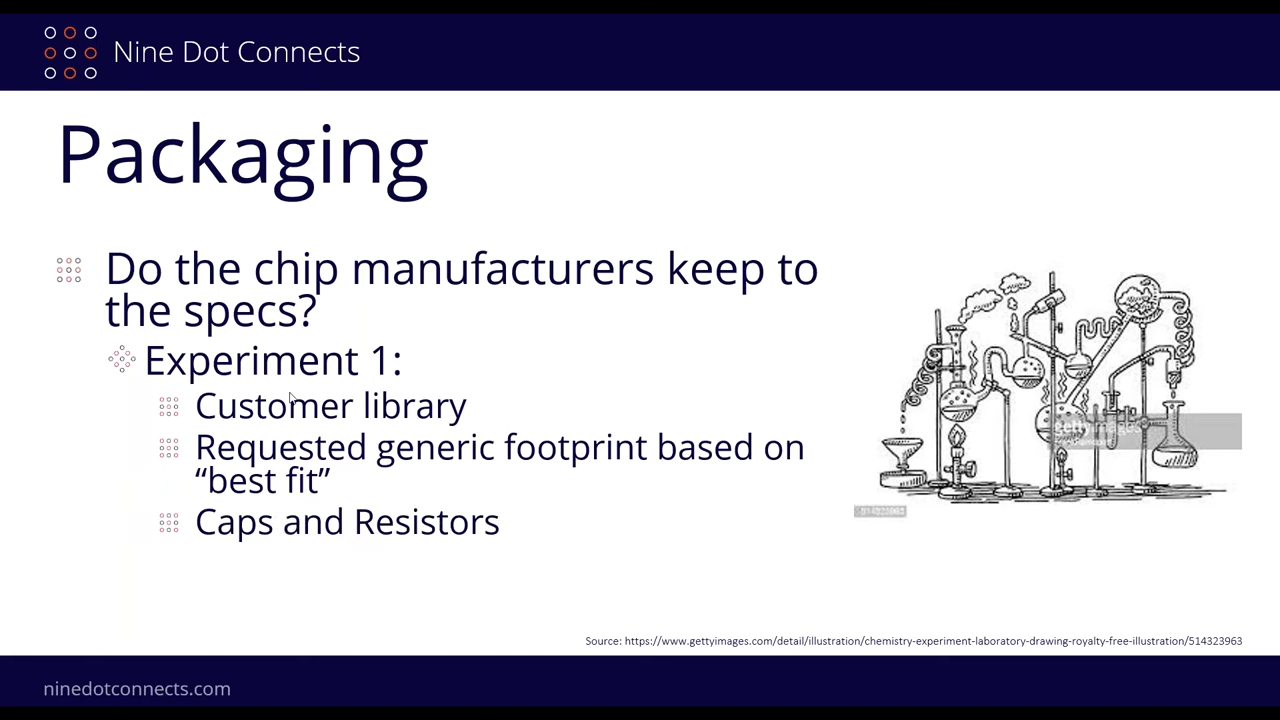 Nine Dot Connects
Packaging
Do the chip manufacturers keep to
the specs?
Experiment 1:
Customer library
Requested generic footprint based on
“best fit”
Caps and Resistors
gettyimages
Source: https://www.gettyimages.com/detail/illustration/chemistry-experiment-laboratory-drawing-royalty-free-illustration/514323963
ninedotconnects.com